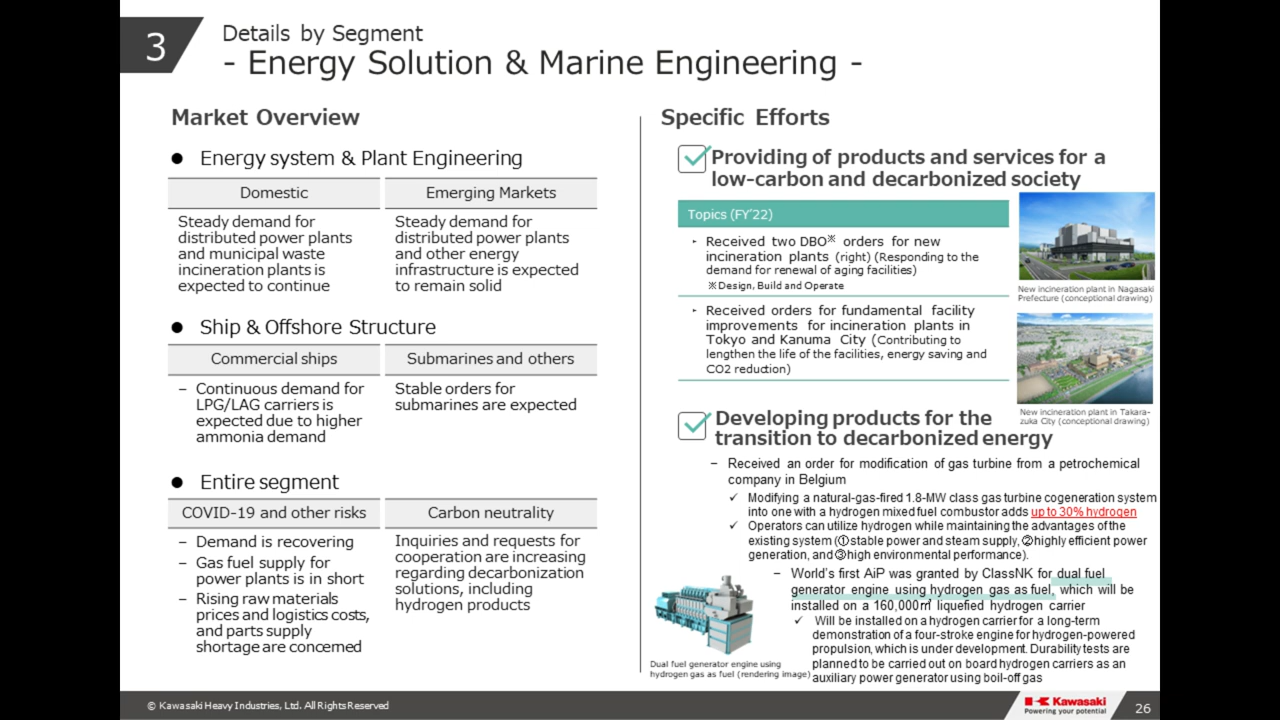 3
Details by Segment
- Energy Solution & Marine Engineering -
Market Overview
● Energy system & Plant Engineering
Domestic
Steady demand for
distributed power plants
and municipal waste
incineration plants is
expected to continue
Emerging Markets
Steady demand for
distributed power plants
and other energy
infrastructure is expected
to remain solid
● Ship & Offshore Structure
Commercial ships
– Continuous demand for
LPG/LAG carriers is
expected due to higher
ammonia demand
Submarines and others
Stable orders for
submarines are expected
● Entire segment
COVID-19 and other risks
– Demand is recovering
– Gas fuel supply for
power plants is in short
– Rising raw materials
prices and logistics costs,
and parts supply
shortage are concerned
Carbon neutrality
Inquiries and requests for
cooperation are increasing
regarding decarbonization
solutions, including
hydrogen products
Specific Efforts
Providing of products and services for a
low-carbon and decarbonized society
Topics (FY'22)
‣ Received two DBO※ orders for new
incineration plants (right) (Responding to the
demand for renewal of aging facilities)
※Design, Build and Operate
‣ Received orders for fundamental facility
improvements for incineration plants in
Tokyo and Kanuma City (Contributing to
lengthen the life of the facilities, energy saving and
CO2 reduction)
New incineration plant in Nagasaki
Prefecture (conceptional drawing)
New incineration plant in Takara-
zuka City (conceptional drawing)
Developing products for the
transition to decarbonized energy
– Received an order for modification of gas turbine from a petrochemical
company in Belgium
✓ Modifying a natural-gas-fired 1.8-MW class gas turbine cogeneration system
into one with a hydrogen mixed fuel combustor adds up to 30% hydrogen
✓ Operators can utilize hydrogen while maintaining the advantages of the
existing system (①stable power and steam supply, ②highly efficient power
generation, and③high environmental performance).
– World's first AiP was granted by ClassNK for dual fuel
generator engine using hydrogen gas as fuel, which will be
installed on a 160,000㎥ liquefied hydrogen carrier
✓ Will be installed on a hydrogen carrier for a long-term
demonstration of a four-stroke engine for hydrogen-powered
propulsion, which is under development. Durability tests are
planned to be carried out on board hydrogen carriers as an
auxiliary power generator using boil-off gas
Dual fuel generator engine using
hydrogen gas as fuel (rendering image)
© Kawasaki Heavy Industries, Ltd. All Rights Reserved
Kawasaki
Powering your potential
26